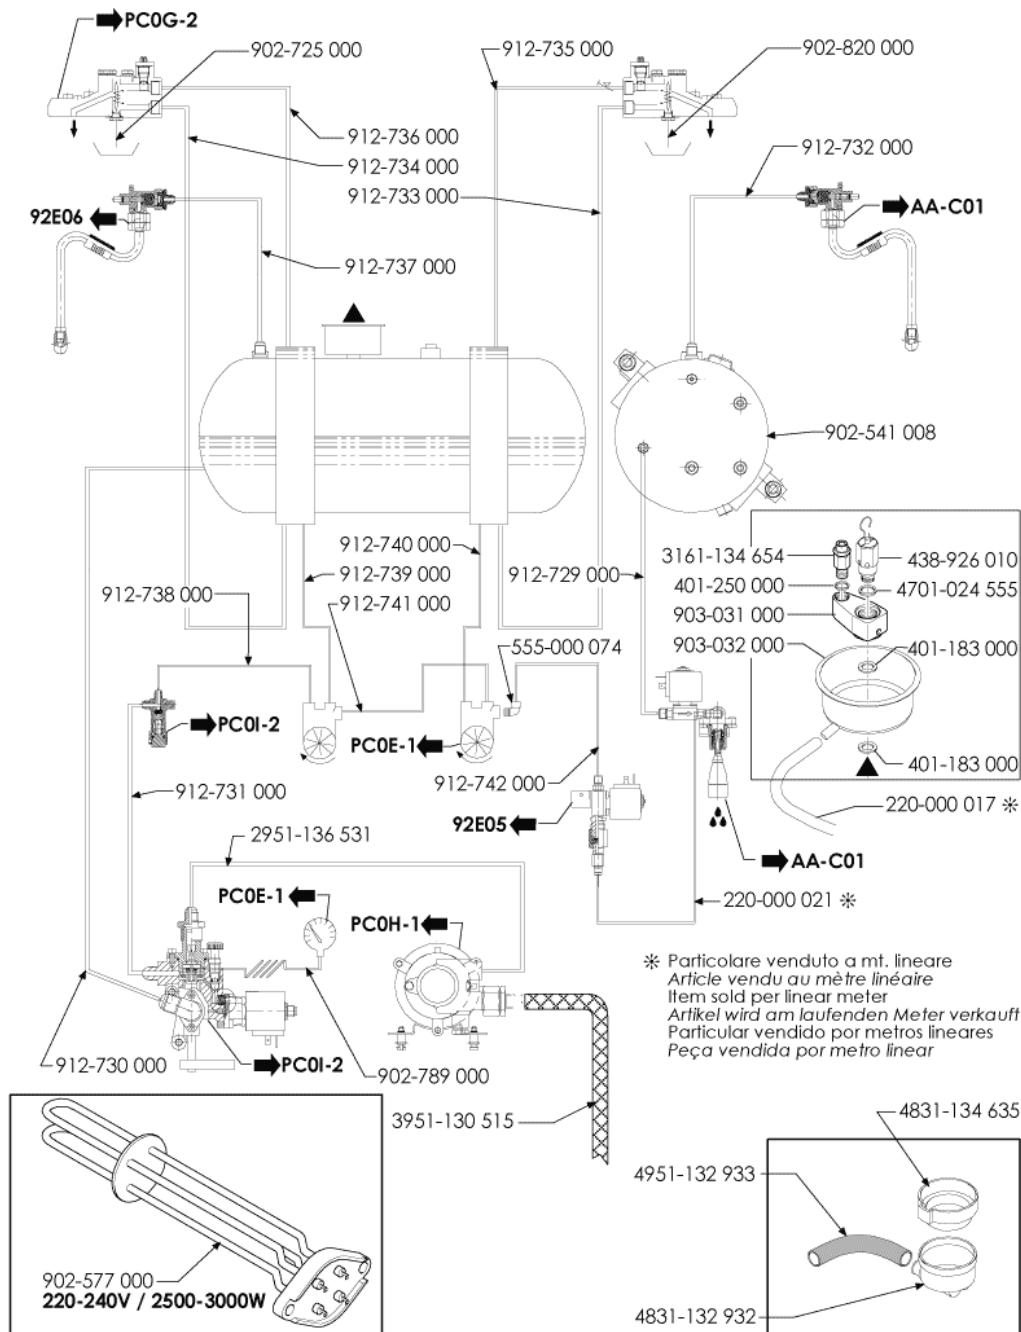 PC0G-2
902-725 000
912-735 000
902-820 000
912-736 000
912-734 000
912-733 000
912-732 000
92E06
AA-C01
912-737 000
902-541 008
912-740 000
912-739 000
912-738 000
912-741 000
912-729 000
555-000 074
3161-134 654
438-926 010
401-250 000
4701-024 555
903-031 000
903-032 000
401-183 000
PC0I-2
PC0E-1
401-183 000
912-731 000
912-742 000
220-000 017 ※
92E05
2951-136 531
AA-C01
PC0E-1
PC0H-1
220-000 021 ※
※ Particolare venduto a mt. lineare
Article vendu au mètre linéaire
Item sold per linear meter
Artikel wird am laufenden Meter verkauft
Particular vendido por metros lineares
Peça vendida por metro linear
912-730 000
PC0I-2
902-789 000
3951-130 515
4831-134 635
4951-132 933
902-577 000
220-240V / 2500-3000W
4831-132 932